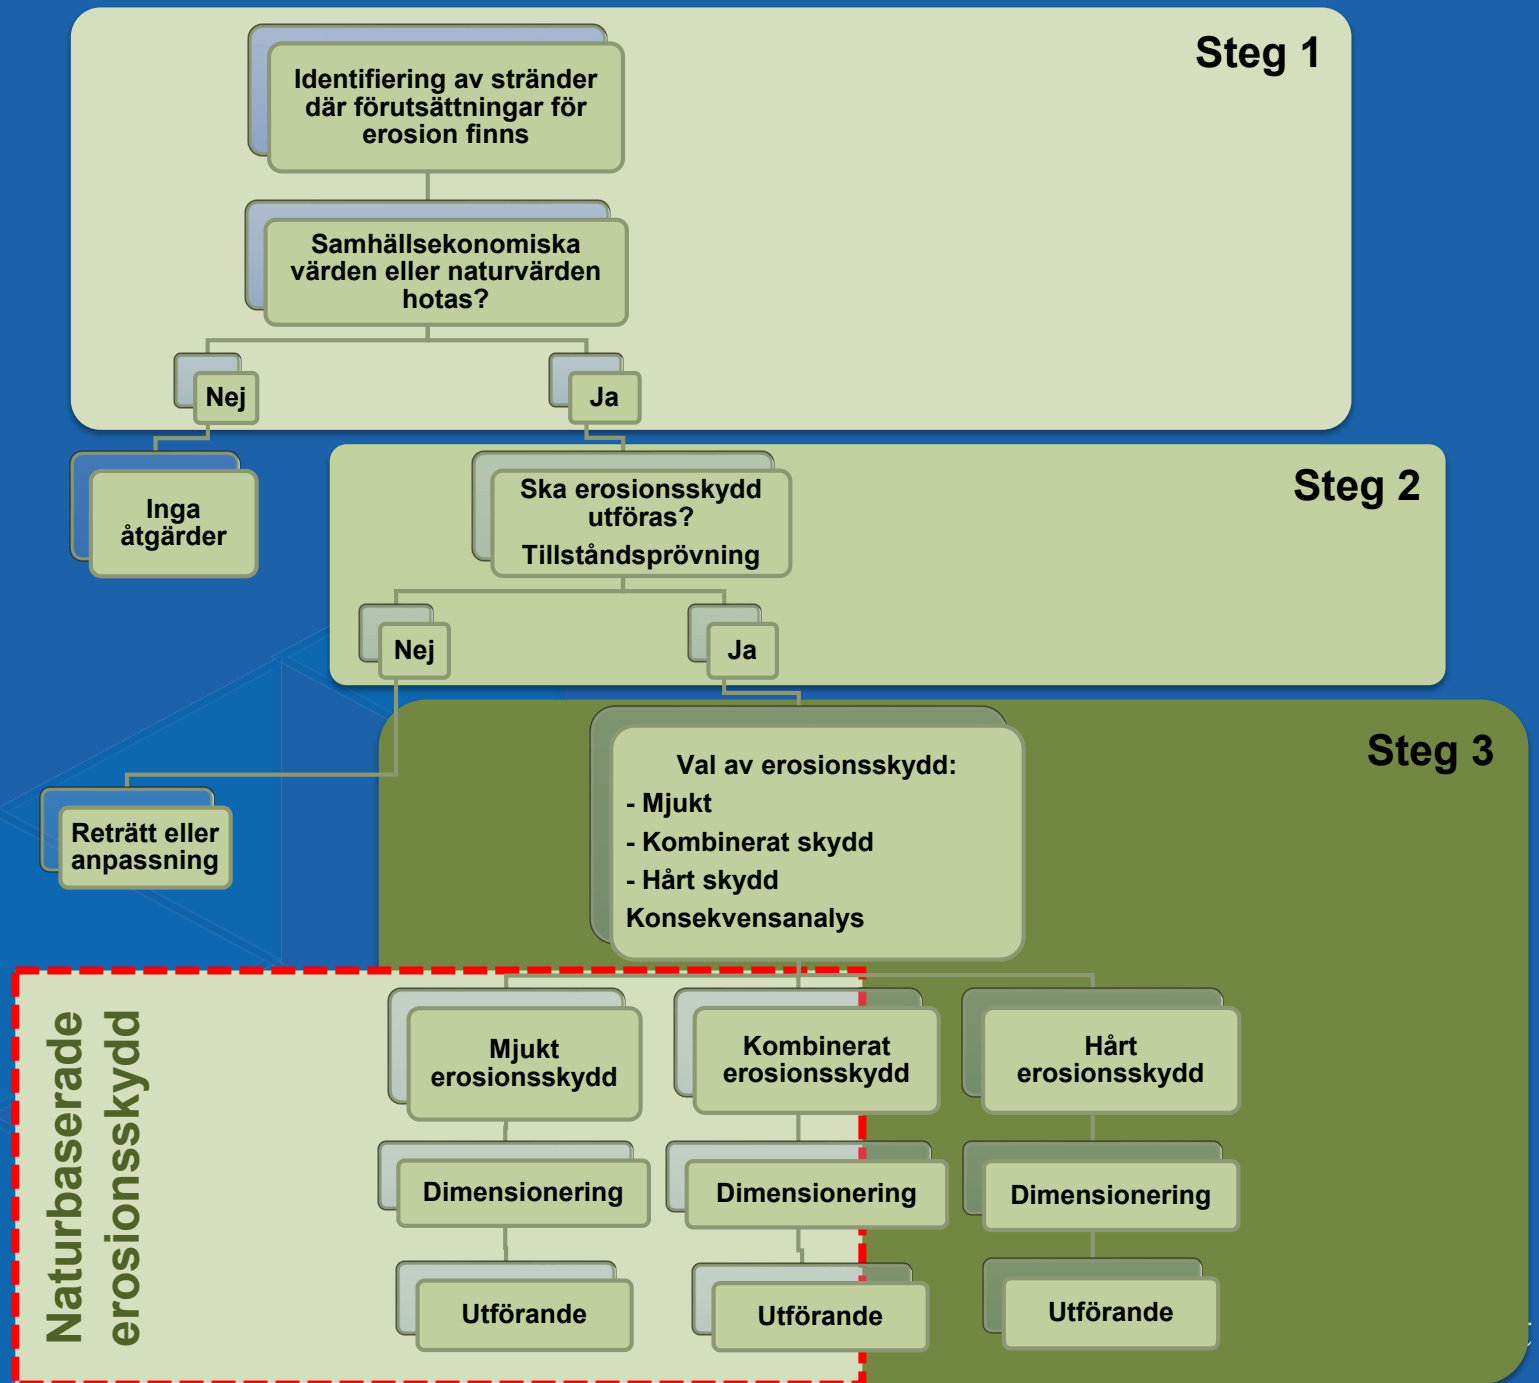 Steg 1
Identifiering av stränder
där förutsättningar för
erosion finns
Samhällsekonomiska
värden eller naturvärden
hotas?
Nej
Ja
Inga
åtgärder
Steg 2
Ska erosionsskydd
utföras?
Tillståndsprövning
Nej
Ja
Reträtt eller
anpassning
Steg 3
Val av erosionsskydd:
- Mjukt
- Kombinerat skydd
- Hårt skydd
Konsekvensanalys
Naturbaserade
erosionsskydd
Mjukt
erosionsskydd
Kombinerat
erosionsskydd
Hårt
erosionsskydd
Dimensionering
Dimensionering
Dimensionering
Utförande
Utförande
Utförande